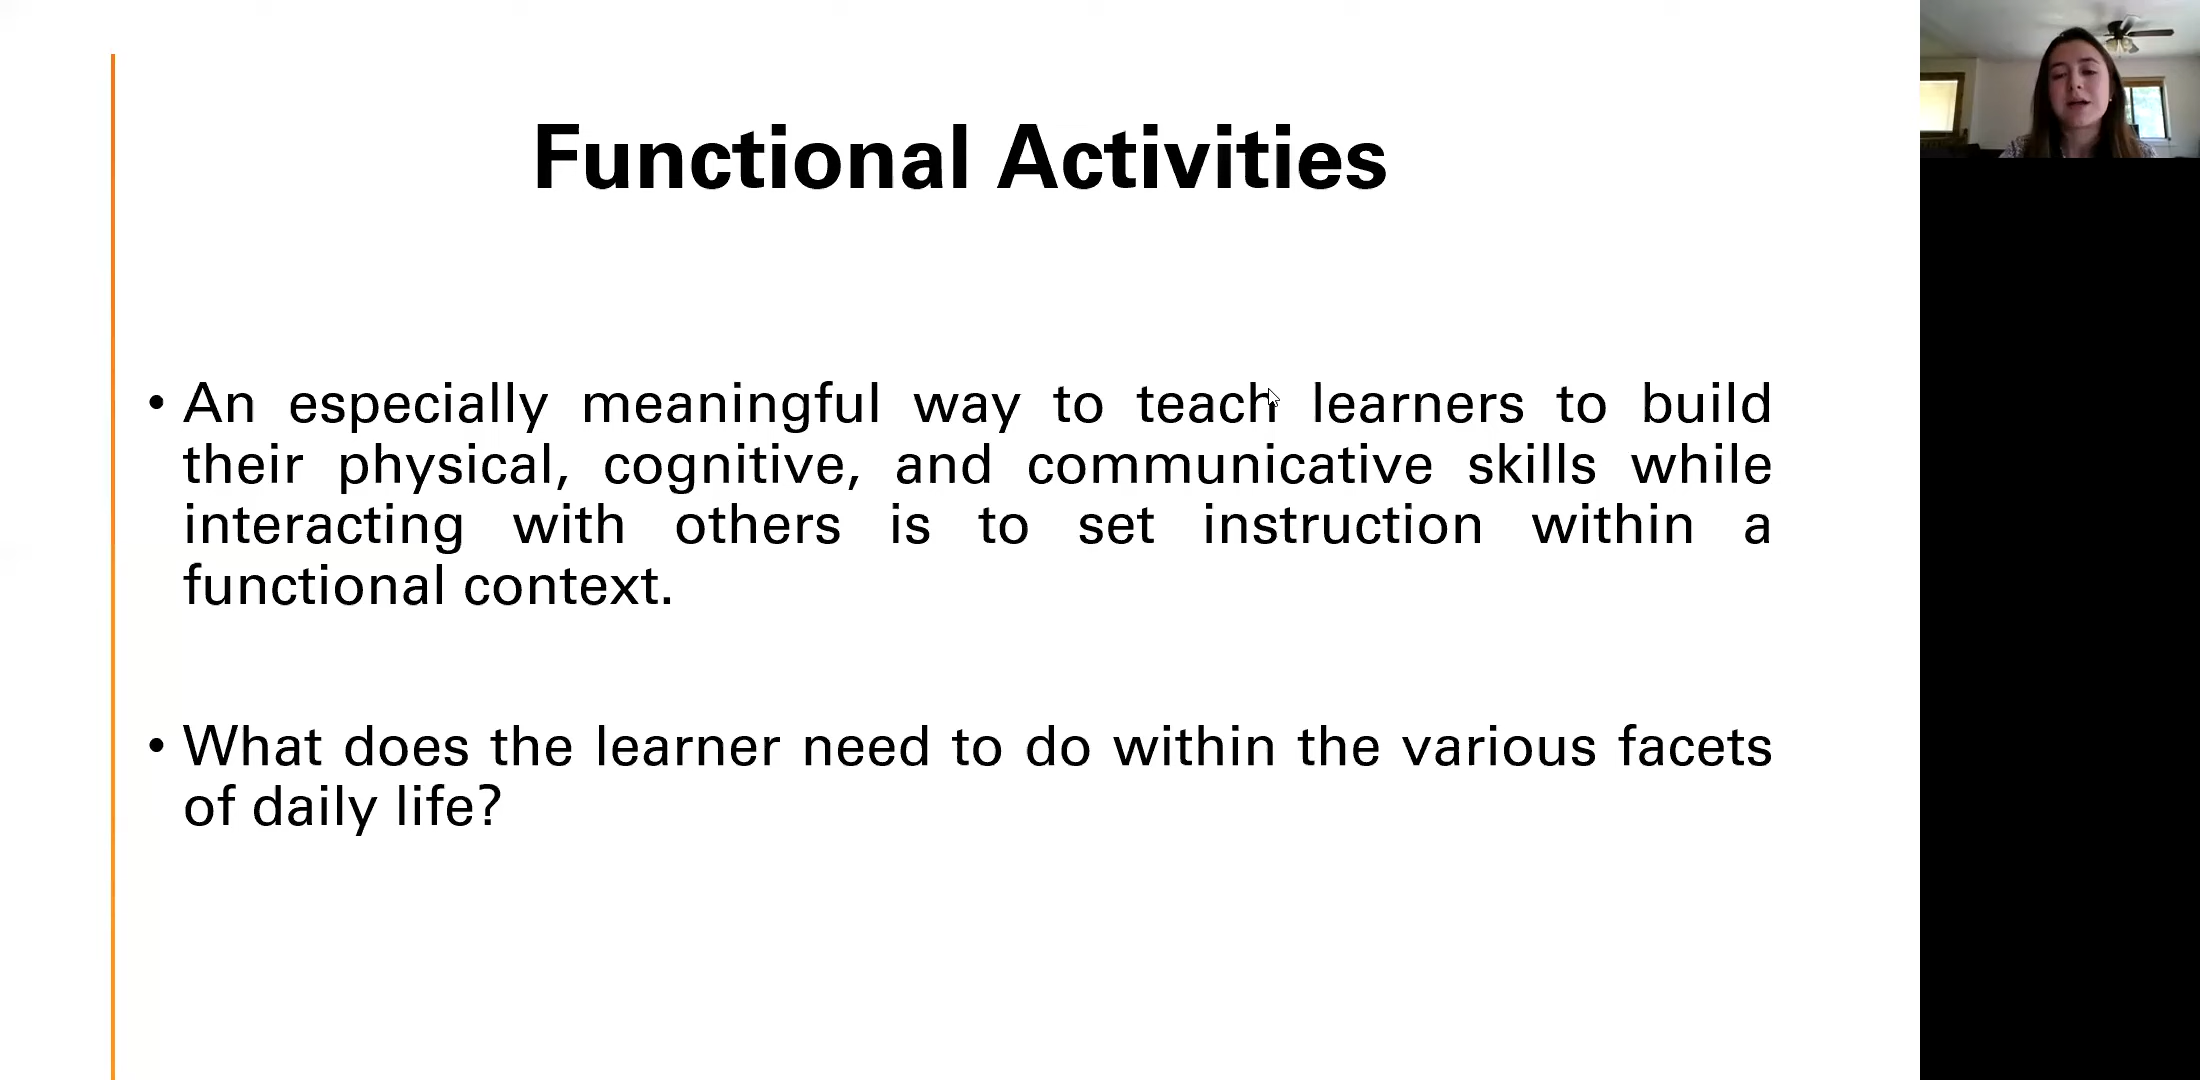 Functional Activities
• An especially meaningful way to teach learners to build
their physical, cognitive, and communicative skills while
interacting with others is to set instruction within a
functional context.
• What does the learner need to do within the various facets
of daily life?